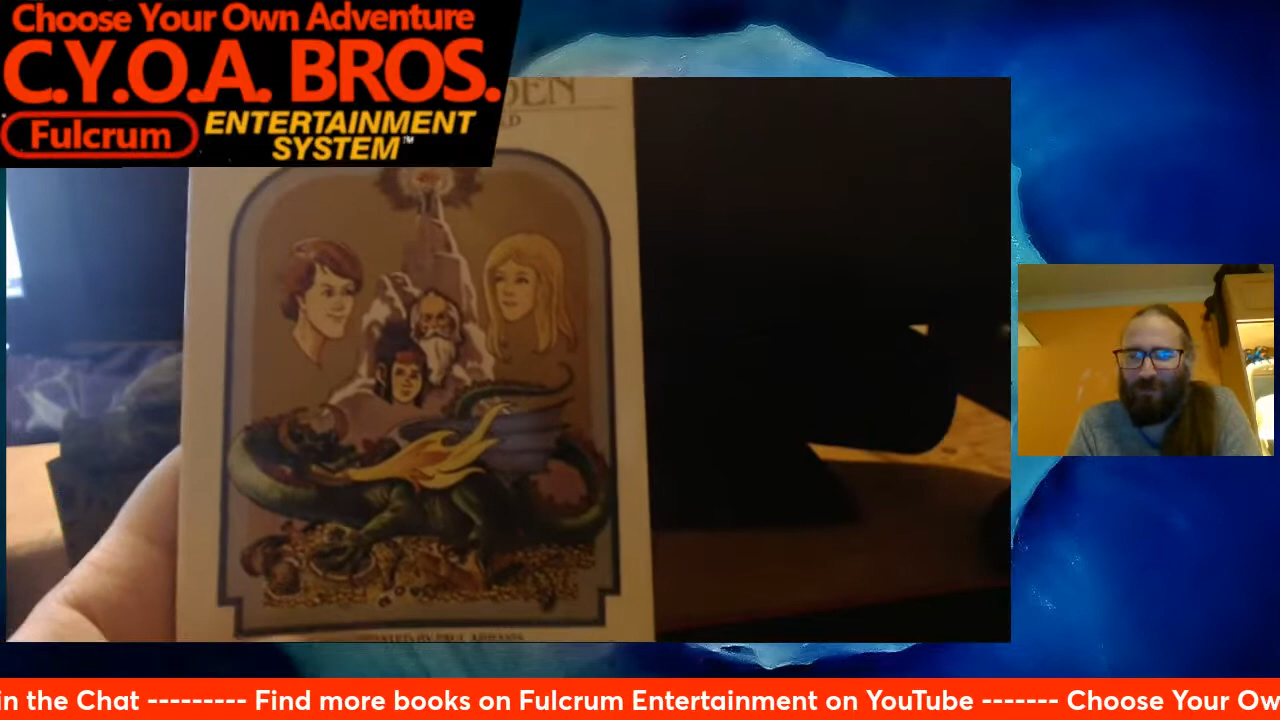 Choose Your Own Adventure
C.Y.O.A. BROS.
Fulcrum
ENTERTAINMENT
SYSTEM™
in the Chat --------- Find more books on Fulcrum Entertainment on YouTube ------- Choose Your Ow